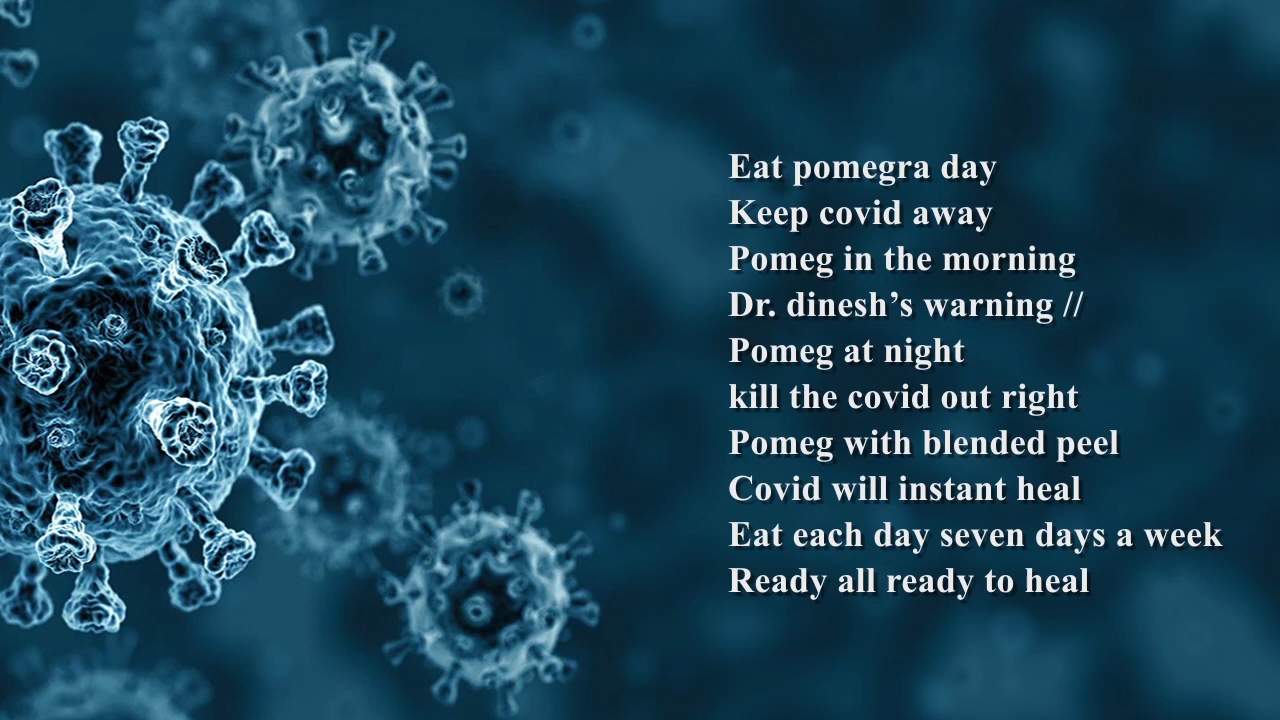 Eat pomegra day
Keep covid away
Pomeg in the morning
Dr. dinesh’s warning //
Pomeg at night
kill the covid out right
Pomeg with blended peel
Covid will instant heal
Eat each day seven days a week
Ready all ready to heal